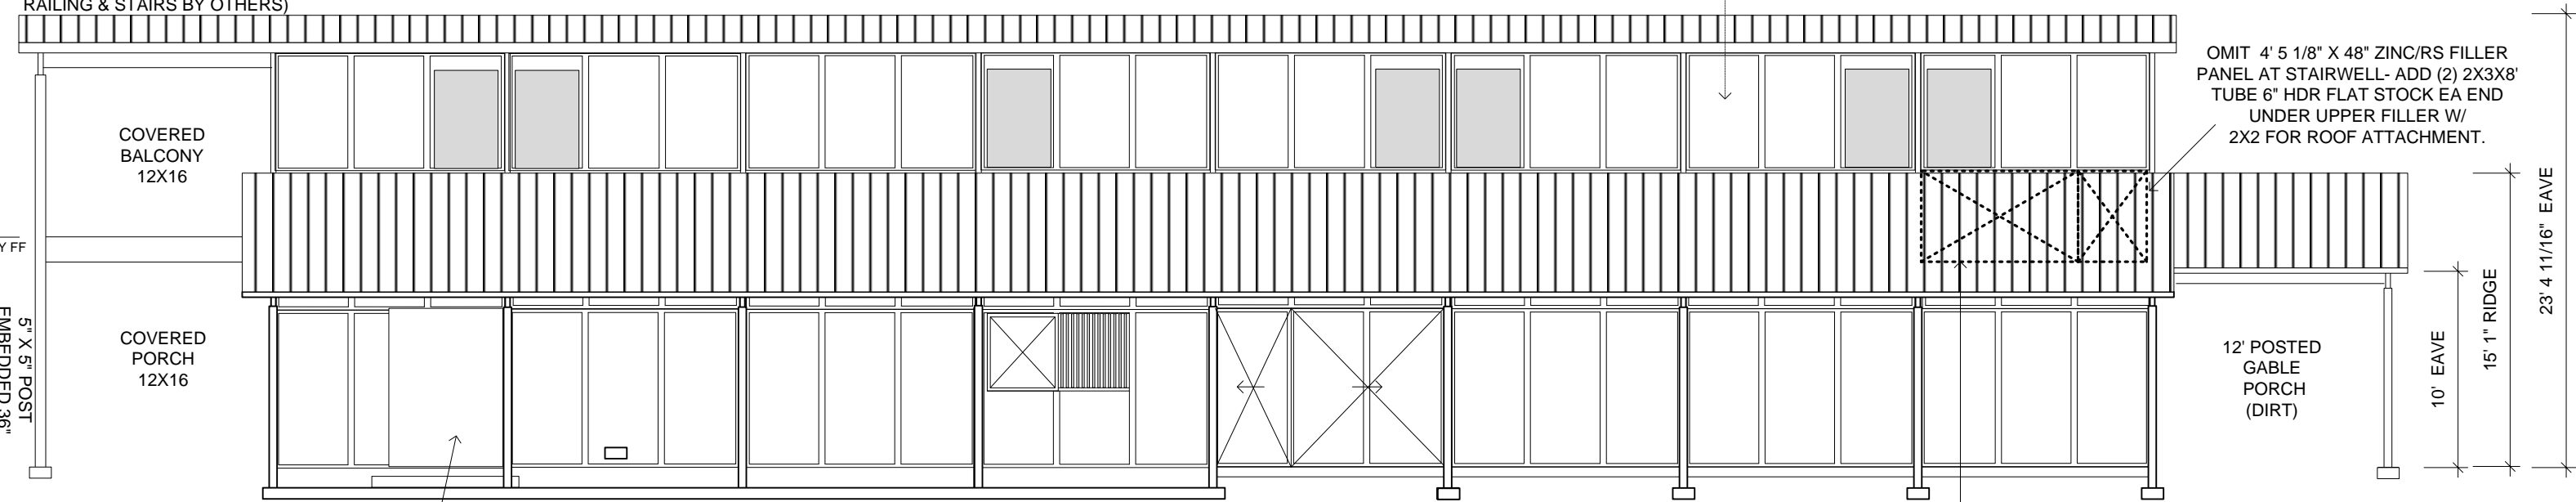 RAILING & STAIRS BY OTHERS)
OMIT 4' 5 1/8" X 48" ZINC/RS FILLER
PANEL AT STAIRWELL- ADD (2) 2X3X8'
TUBE 6" HDR FLAT STOCK EA END
UNDER UPPER FILLER W/
2X2 FOR ROOF ATTACHMENT.
COVERED
BALCONY
12X16
Y FF
5" X 5" POST
EMBEDDED 36"
COVERED
PORCH
12X16
12' POSTED
GABLE
PORCH
(DIRT)
10' EAVE
15' 1" RIDGE
23' 4 11/16" EAVE